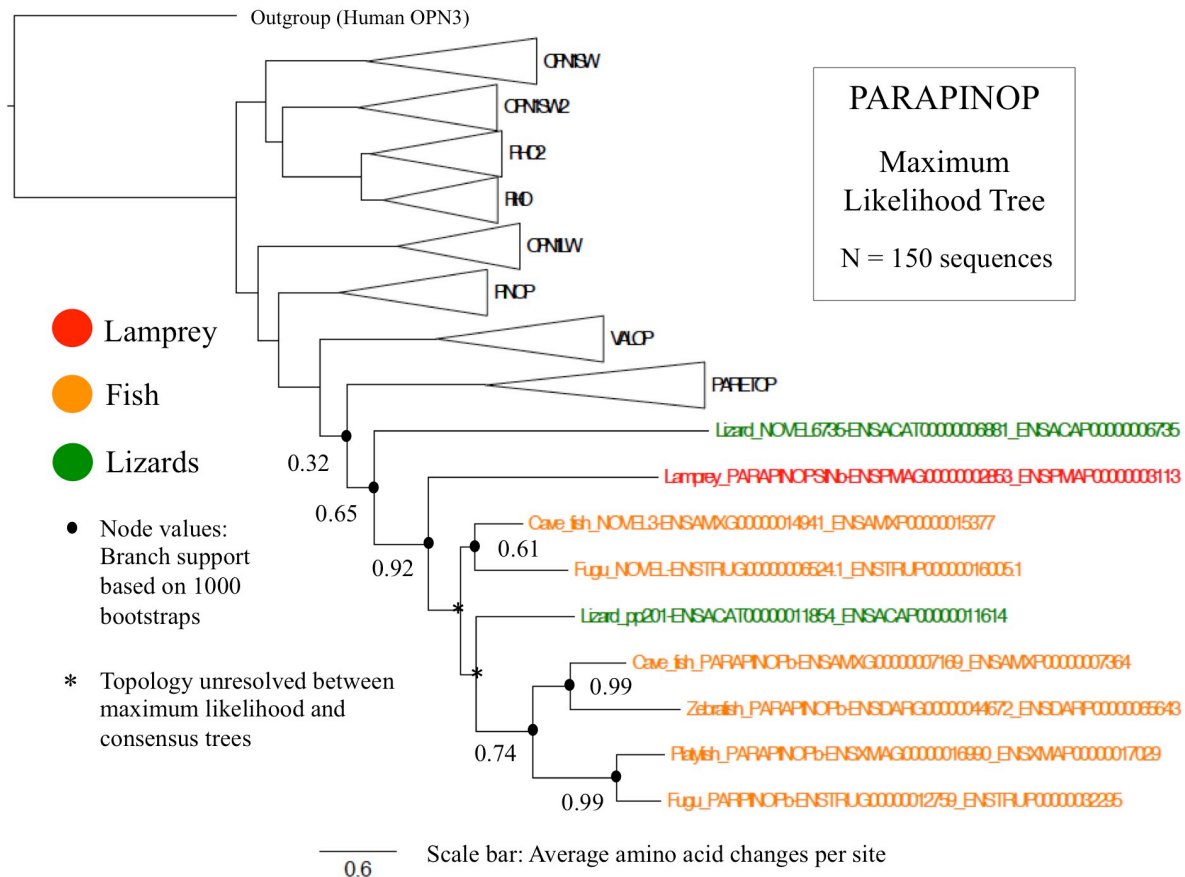 Outgroup (Human OPN3)
OPN1SW
OPN1SW2
RHO2
RHO
OPN1LW
PINOP
VALOP
PARIETOP
PARAPINOP
Maximum
Likelihood Tree
N = 150 sequences
Lamprey
Fish
Lizards
Node values:
Branch support
based on 1000
bootstraps
* Topology unresolved between
maximum likelihood and
consensus trees
Lizard_NOVEL6735-ENSACAT00000006881_ENSACAP00000006735
0.32
Lamprey_PARAPINOPSINb-ENSPMAG00000002853_ENSPMAP00000003113
0.65
Cave_fish_NOVEL3-ENSAMXG00000014941_ENSAMXP00000015377
0.61
0.92
Fugu_NOVEL-ENSTRUG00000006524.1_ENSTRUP00000016005.1
*
Lizard_pp201-ENSACAT00000011854_ENSACAP00000011614
*
Cave_fish_PARAPINOPb-ENSAMXG00000007169_ENSAMXP00000007364
0.99
Zebrafish_PARAPINOPb-ENSDARG00000044672_ENSDARP00000065643
0.74
Platyfish_PARAPINOPb-ENSXMAG00000016990_ENSXMAP00000017029
0.99
Fugu_PARPINOPb-ENSTRUG00000012759_ENSTRUP00000032295
0.6
Scale bar: Average amino acid changes per site